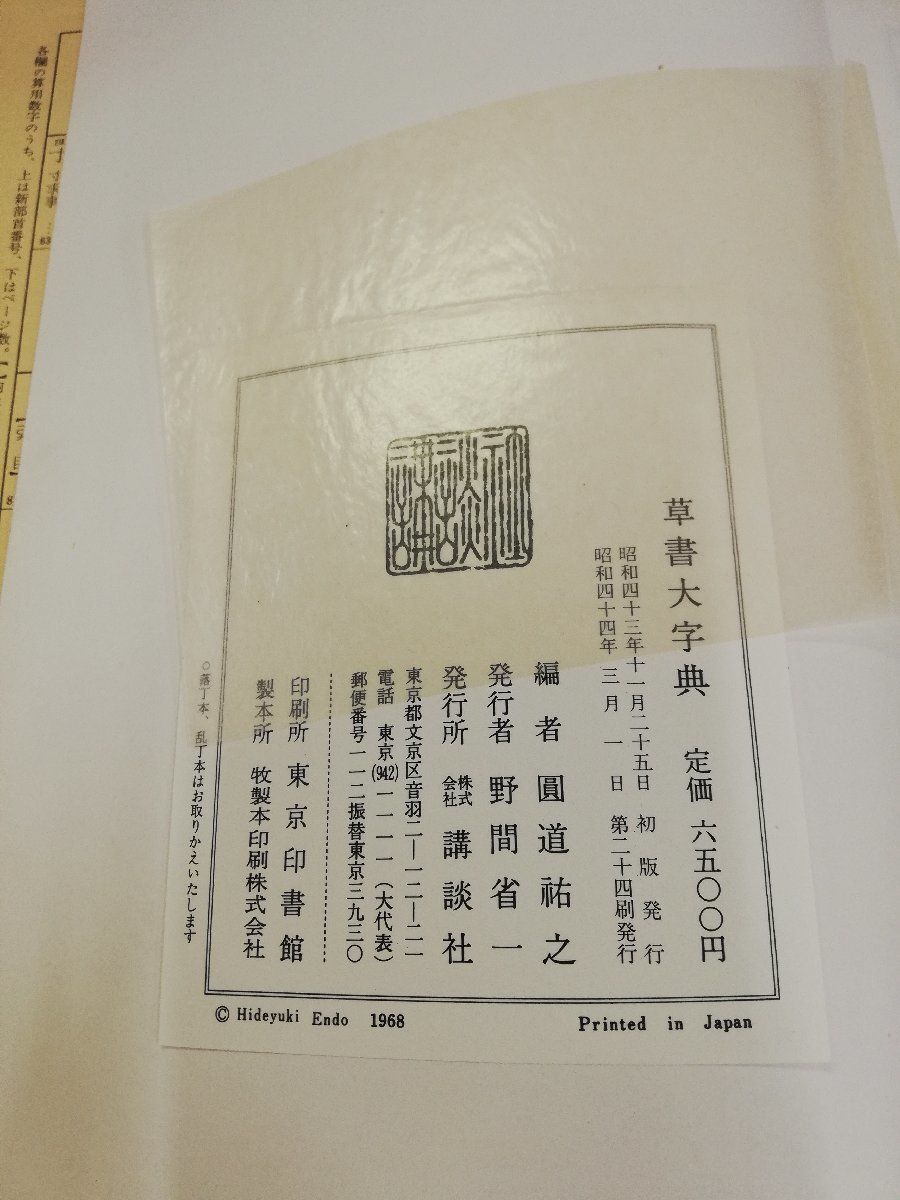 草書大字典 定価 六五〇〇円
昭和四十三年十一月二十五日 初版発行
昭和四十四年 三月 一日 第二十四刷発行
編者 圓道祐之
発行者 野間省一
発行所 株式会社 講談社
東京都文京区音羽二―一二―二一
電話 東京(942)一一一一(大代表)
郵便番号一一二振替東京三九三〇
印刷所 東京印書館
製本所 牧製本印刷株式会社
○落丁本、乱丁本はお取りかえいたします
講談社
© Hideyuki Endo 1968
Printed in Japan
各欄の算用数字のうち、上は新部首番号、下はページ数。